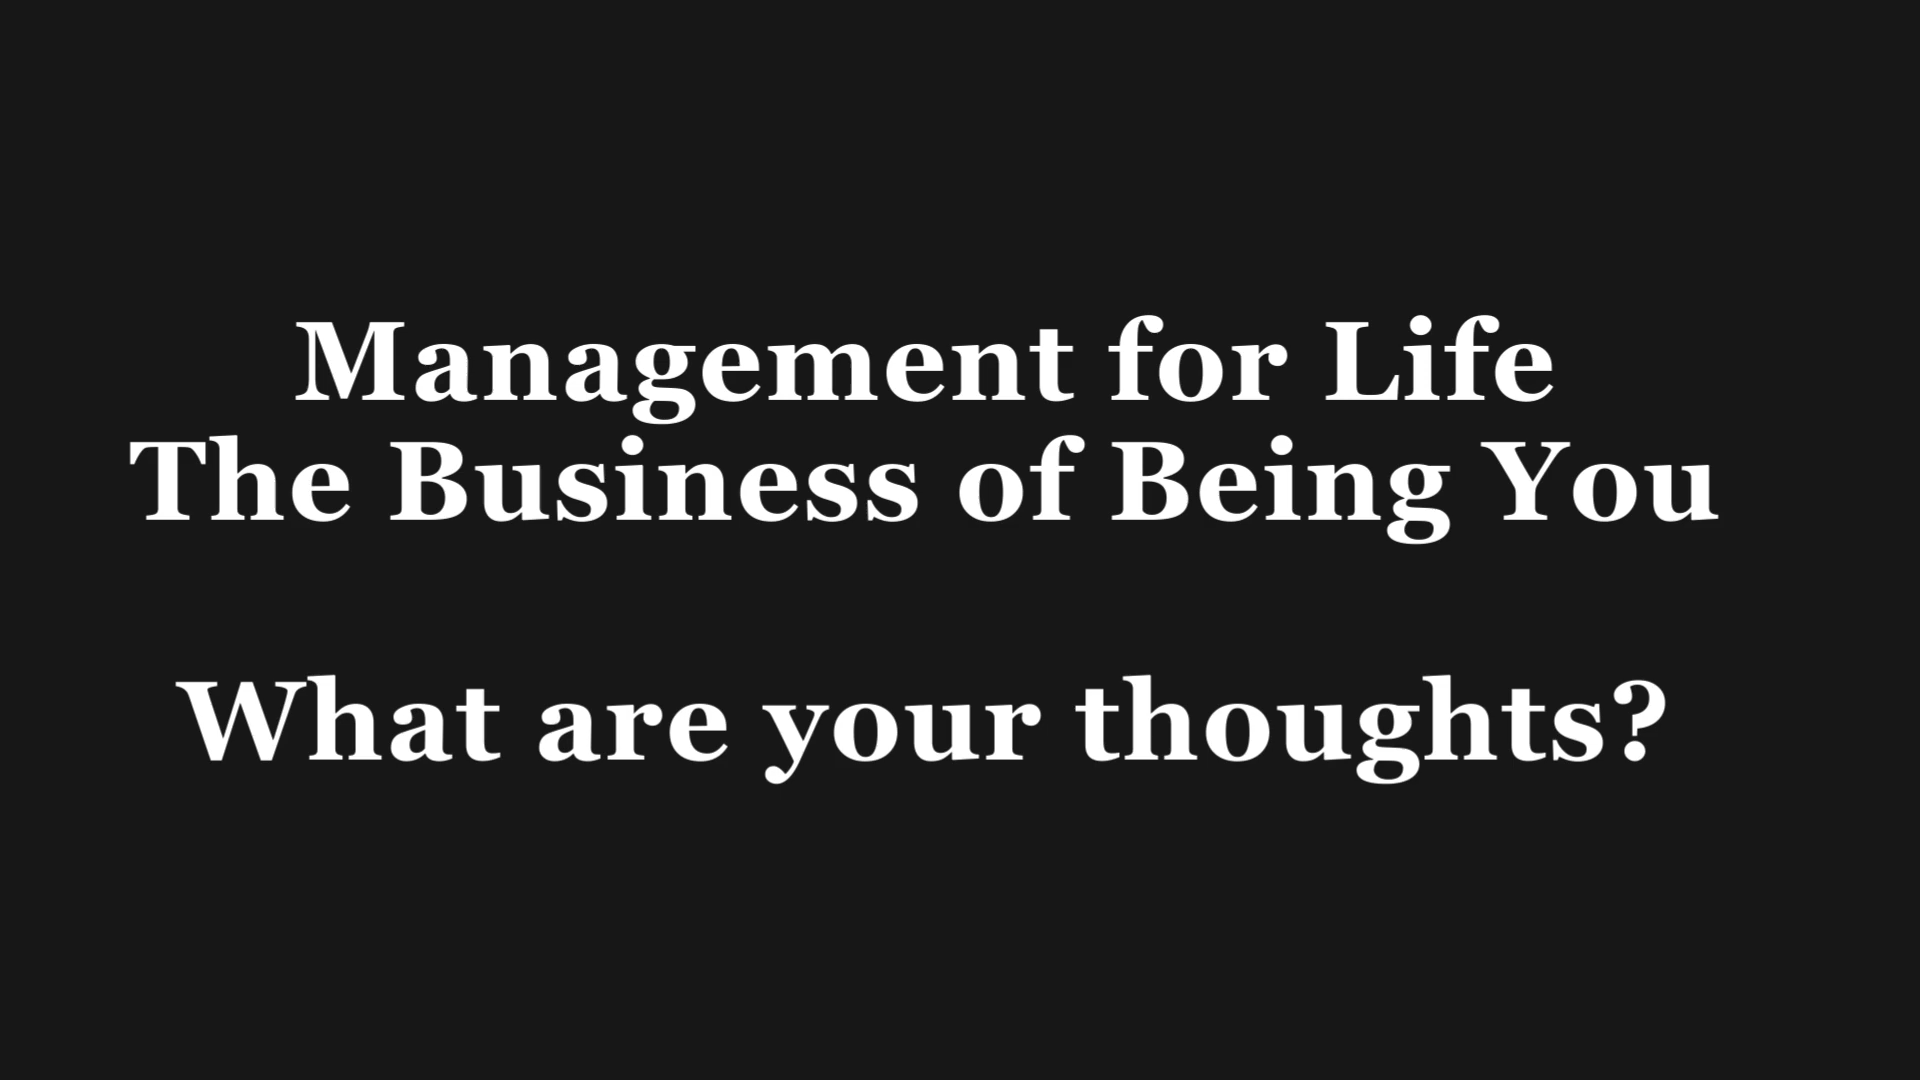 Management for Life
The Business of Being You
What are your thoughts?